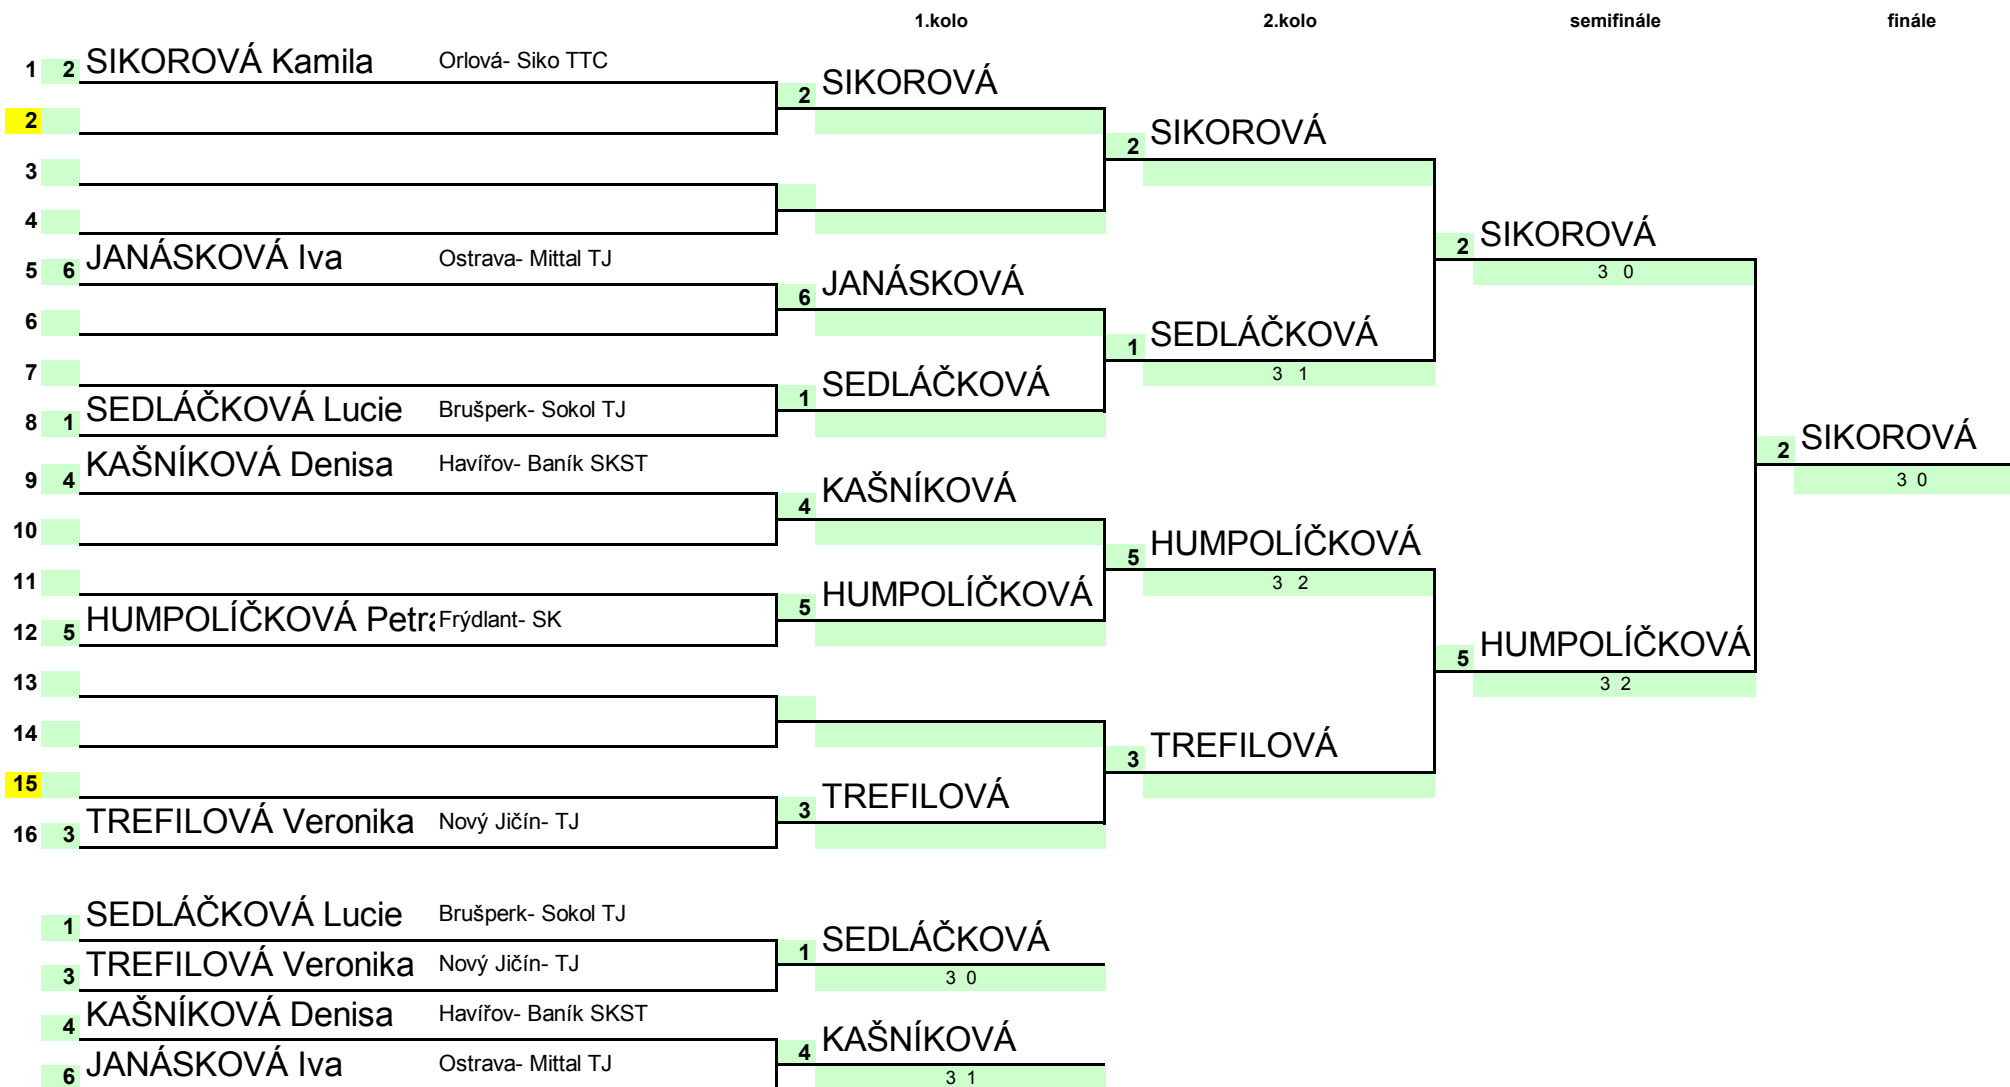 1.kolo 2.kolo semifinále finále
1 2 SIKOROVÁ Kamila Orlová- Siko TTC
2 SIKOROVÁ
2
2 SIKOROVÁ
3
4
2 SIKOROVÁ
3 0
5 6 JANÁSKOVÁ Iva Ostrava- Mittal TJ
6 JANÁSKOVÁ
6
1 SEDLÁČKOVÁ
3 1
7
1 SEDLÁČKOVÁ
8 1 SEDLÁČKOVÁ Lucie Brušperk- Sokol TJ
2 SIKOROVÁ
3 0
9 4 KAŠNÍKOVÁ Denisa Havířov- Baník SKST
4 KAŠNÍKOVÁ
10
5 HUMPOLÍČKOVÁ
3 2
11
5 HUMPOLÍČKOVÁ
12 5 HUMPOLÍČKOVÁ Petra Frýdlant- SK
5 HUMPOLÍČKOVÁ
3 2
13
14
3 TREFILOVÁ
15
3 TREFILOVÁ
16 3 TREFILOVÁ Veronika Nový Jičín- TJ
1 SEDLÁČKOVÁ Lucie Brušperk- Sokol TJ
1 SEDLÁČKOVÁ
3 TREFILOVÁ Veronika Nový Jičín- TJ
3 0
4 KAŠNÍKOVÁ Denisa Havířov- Baník SKST
4 KAŠNÍKOVÁ
6 JANÁSKOVÁ Iva Ostrava- Mittal TJ
3 1